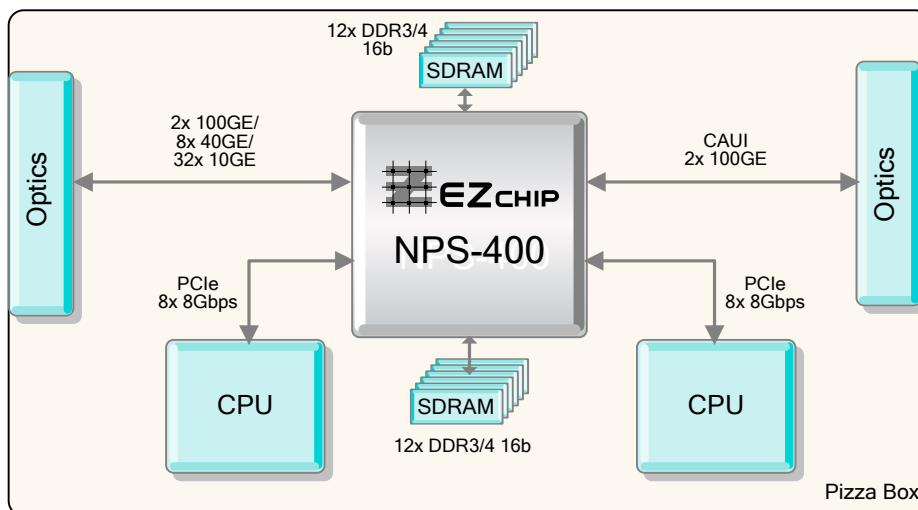 12x DDR3/4
16b
SDRAM
2x 100GE/
8x 40GE/
32x 10GE
CAUI
2x 100GE
Optics
Optics
EZCHIP
NPS-400
PCIe
8x 8Gbps
PCIe
8x 8Gbps
CPU
CPU
SDRAM
12x DDR3/4 16b
Pizza Box